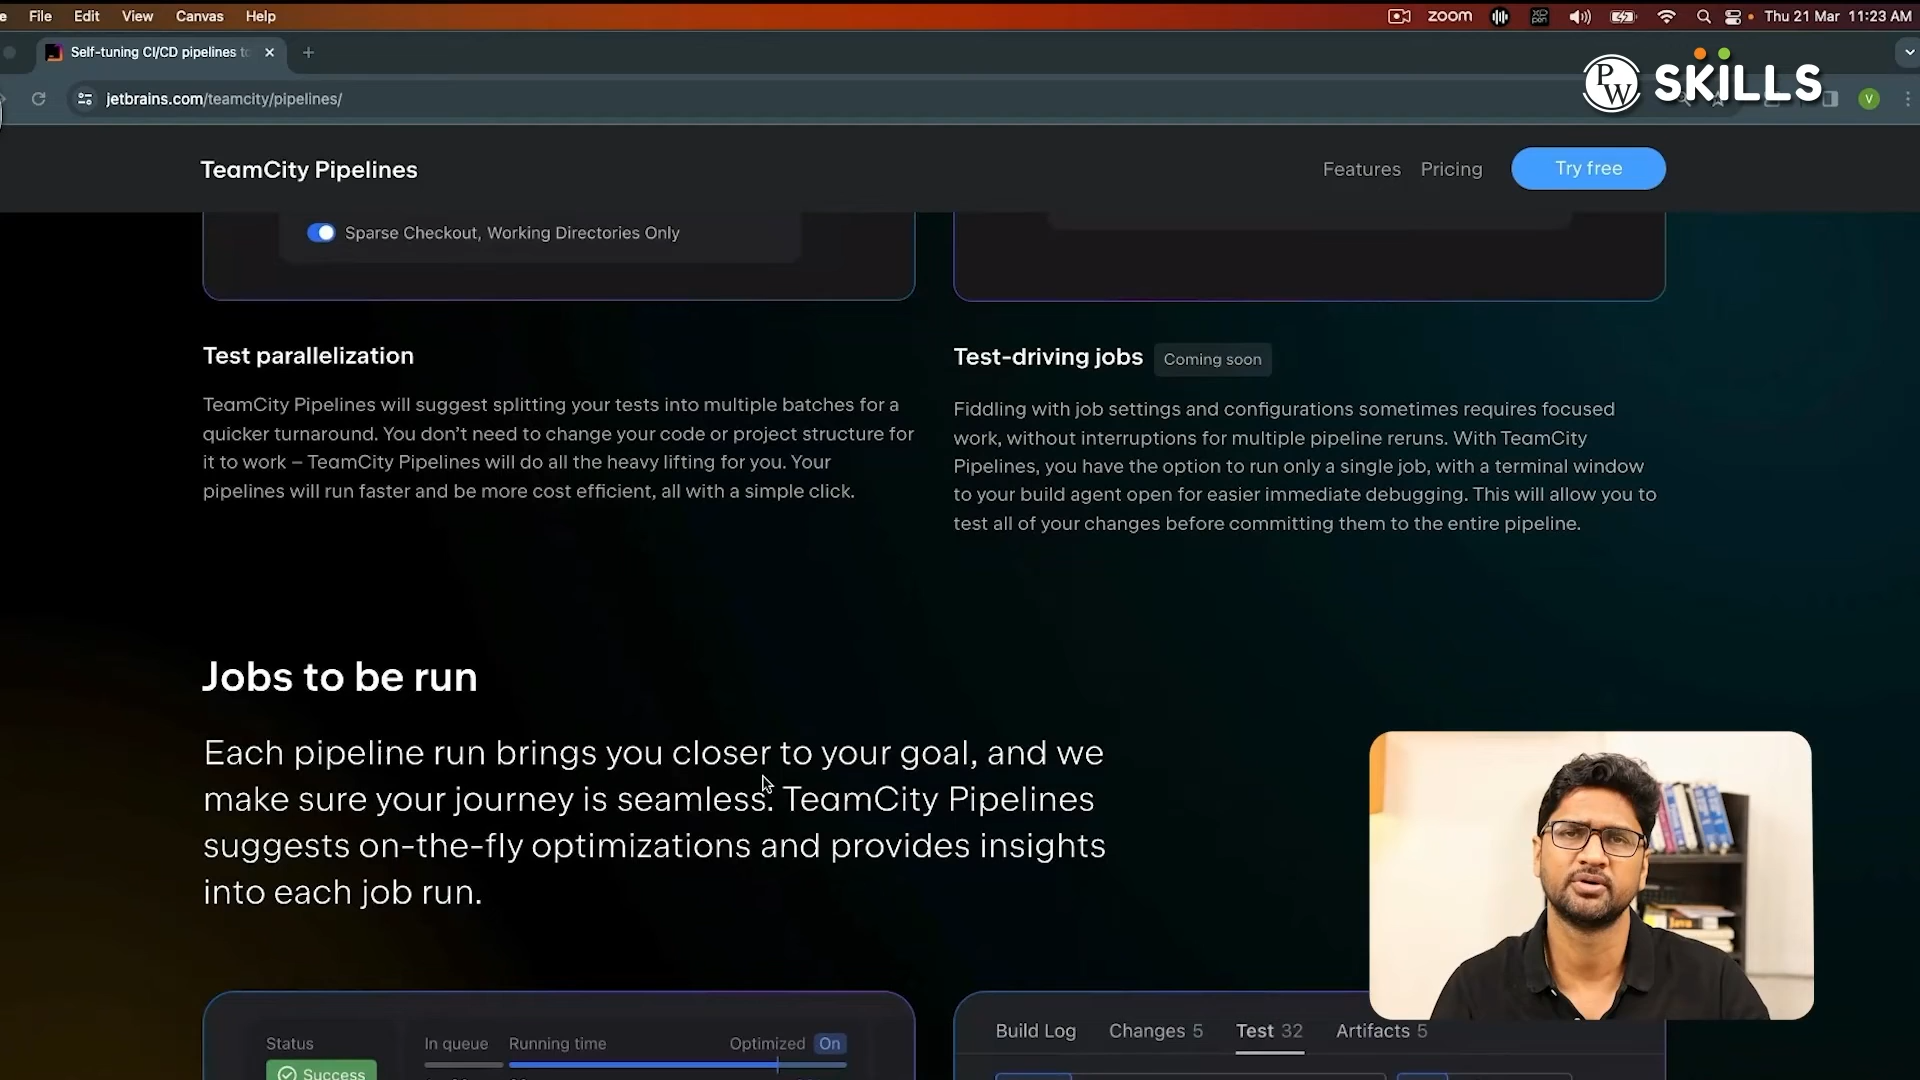 File Edit View Canvas Help
zoom
Thu 21 Mar 11:23 AM
Self-tuning CI/CD pipelines
jetbrains.com/teamcity/pipelines/
V
PW SKILLS
TeamCity Pipelines
Features Pricing Try free
Sparse Checkout, Working Directories Only
Test parallelization
TeamCity Pipelines will suggest splitting your tests into multiple batches for a
quicker turnaround. You don’t need to change your code or project structure for
it to work – TeamCity Pipelines will do all the heavy lifting for you. Your
pipelines will run faster and be more cost efficient, all with a simple click.
Test-driving jobs Coming soon
Fiddling with job settings and configurations sometimes requires focused
work, without interruptions for multiple pipeline reruns. With TeamCity
Pipelines, you have the option to run only a single job, with a terminal window
to your build agent open for easier immediate debugging. This will allow you to
test all of your changes before committing them to the entire pipeline.
Jobs to be run
Each pipeline run brings you closer to your goal, and we
make sure your journey is seamless. TeamCity Pipelines
suggests on-the-fly optimizations and provides insights
into each job run.
Status In queue Running time Optimized On
Success
Build Log Changes 5 Test 32 Artifacts 5